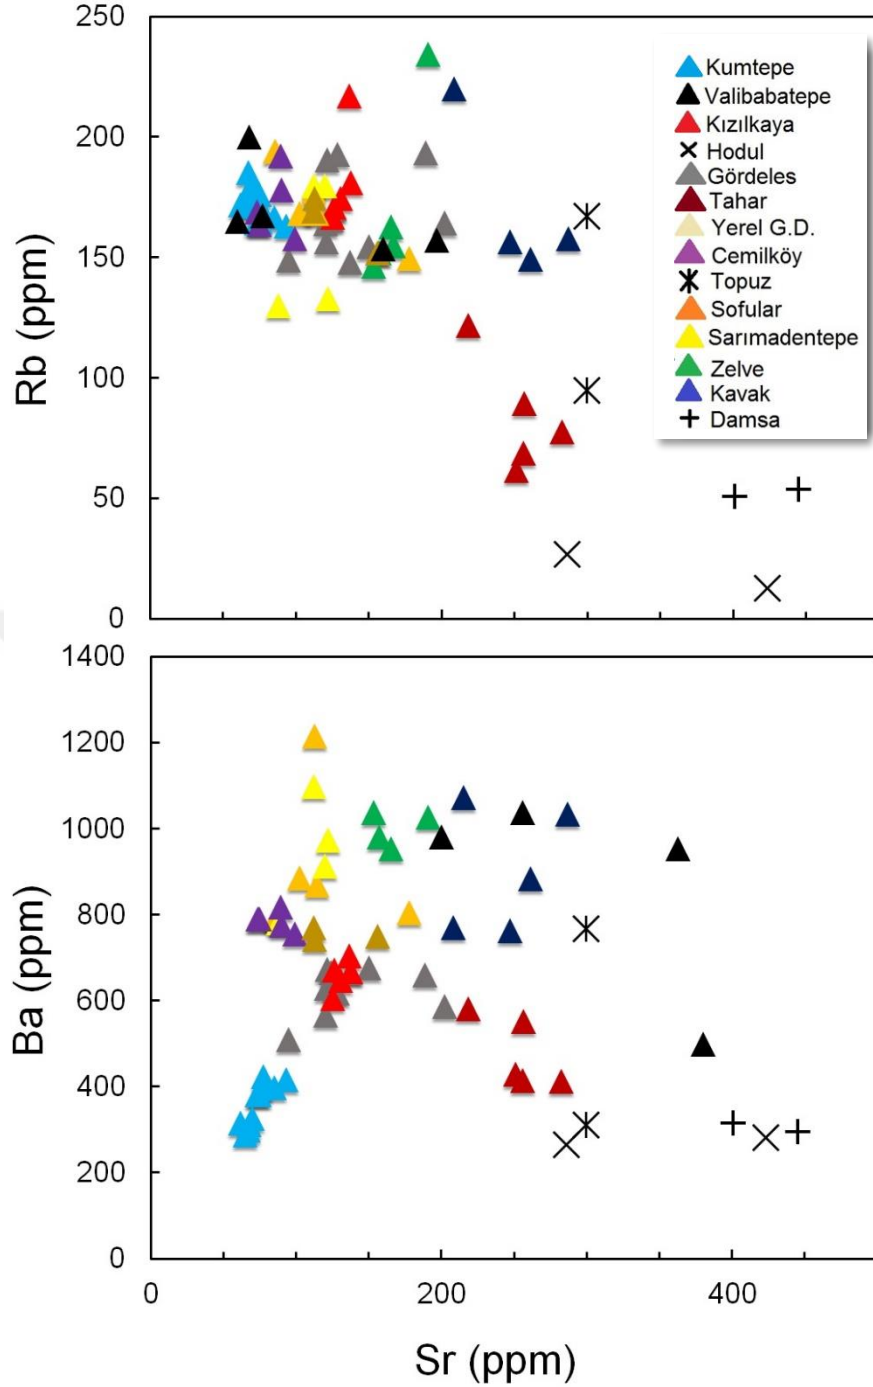 250
200
150
100
50
0
Rb (ppm)
Kumtepe
Valibabatepe
Kızılkaya
Hodul
Gördeles
Tahar
Yerel G.D.
Cemilköy
Topuz
Sofular
Sarımadentepe
Zelve
Kavak
Damsa
1400
1200
1000
800
600
400
200
0
Ba (ppm)
0 200 400
Sr (ppm)